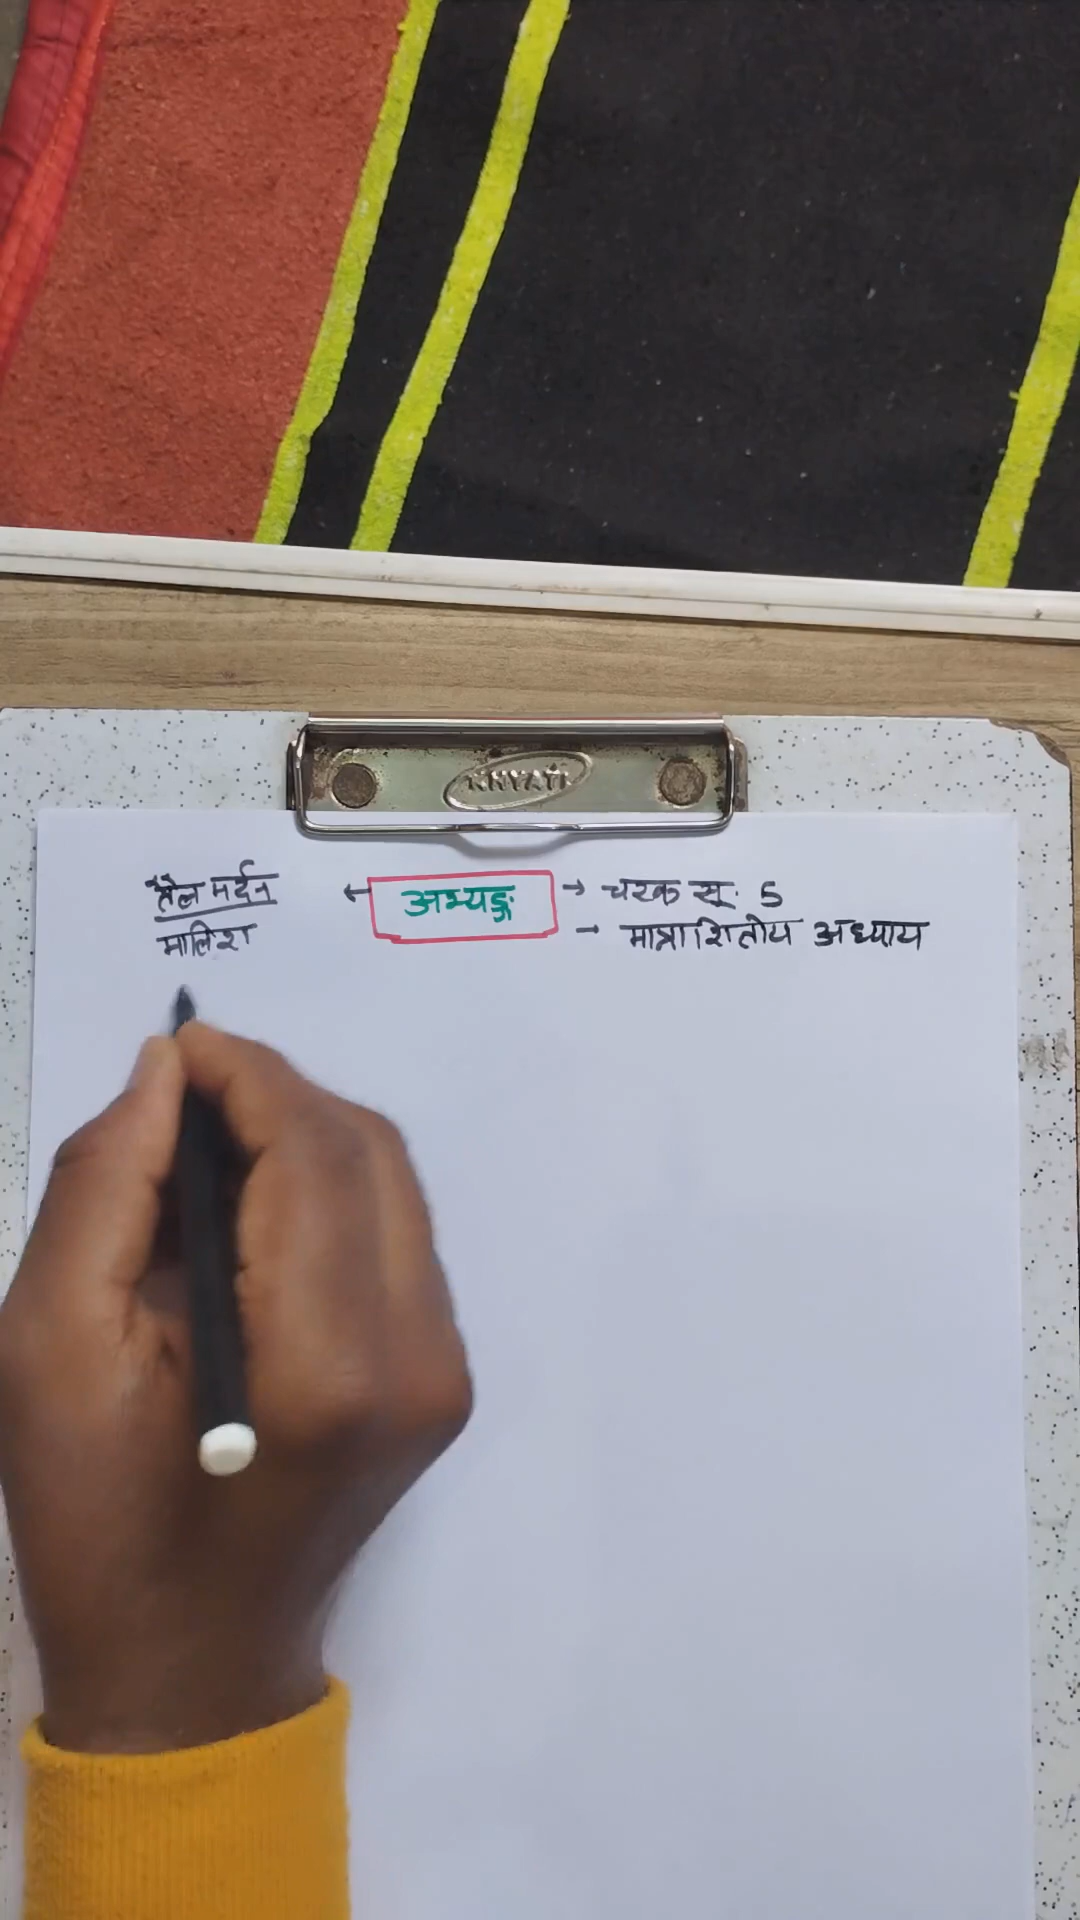 KHYATI
तैल मर्दन ← अभ्यङ्ग → चरक सू. 5
मालिश → मात्राशितीय अध्याय